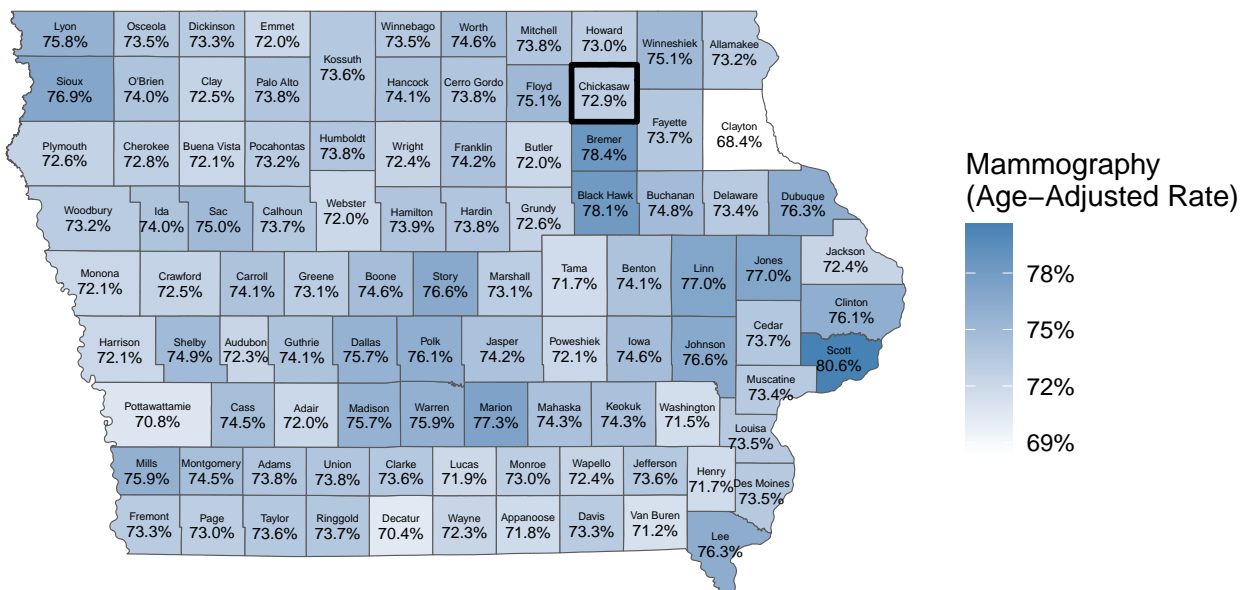 Lyon
75.8%
Osceola
73.5%
Dickinson
73.3%
Emmet
72.0%
Kossuth
73.6%
Winnebago
73.5%
Worth
74.6%
Mitchell
73.8%
Howard
73.0%
Winneshiek
75.1%
Allamakee
73.2%
Sioux
76.9%
O'Brien
74.0%
Clay
72.5%
Palo Alto
73.8%
Hancock
74.1%
Cerro Gordo
73.8%
Floyd
75.1%
Chickasaw
72.9%
Fayette
73.7%
Clayton
68.4%
Plymouth
72.6%
Cherokee
72.8%
Buena Vista
72.1%
Pocahontas
73.2%
Humboldt
73.8%
Wright
72.4%
Franklin
74.2%
Butler
72.0%
Bremer
78.4%
Woodbury
73.2%
Ida
74.0%
Sac
75.0%
Calhoun
73.7%
Webster
72.0%
Hamilton
73.9%
Hardin
73.8%
Grundy
72.6%
Black Hawk
78.1%
Buchanan
74.8%
Delaware
73.4%
Dubuque
76.3%
Monona
72.1%
Crawford
72.5%
Carroll
74.1%
Greene
73.1%
Boone
74.6%
Story
76.6%
Marshall
73.1%
Tama
71.7%
Benton
74.1%
Linn
77.0%
Jones
77.0%
Jackson
72.4%
Clinton
76.1%
Harrison
72.1%
Shelby
74.9%
Audubon
72.3%
Guthrie
74.1%
Dallas
75.7%
Polk
76.1%
Jasper
74.2%
Poweshiek
72.1%
Iowa
74.6%
Johnson
76.6%
Cedar
73.7%
Scott
80.6%
Muscatine
73.4%
Pottawattamie
70.8%
Cass
74.5%
Adair
72.0%
Madison
75.7%
Warren
75.9%
Marion
77.3%
Mahaska
74.3%
Keokuk
74.3%
Washington
71.5%
Louisa
73.5%
Mills
75.9%
Montgomery
74.5%
Adams
73.8%
Union
73.8%
Clarke
73.6%
Lucas
71.9%
Monroe
73.0%
Wapello
72.4%
Jefferson
73.6%
Henry
71.7%
Des Moines
73.5%
Fremont
73.3%
Page
73.0%
Taylor
73.6%
Ringgold
73.7%
Decatur
70.4%
Wayne
72.3%
Appanoose
71.8%
Davis
73.3%
Van Buren
71.2%
Lee
76.3%
Mammography
(Age−Adjusted Rate)
78%
75%
72%
69%